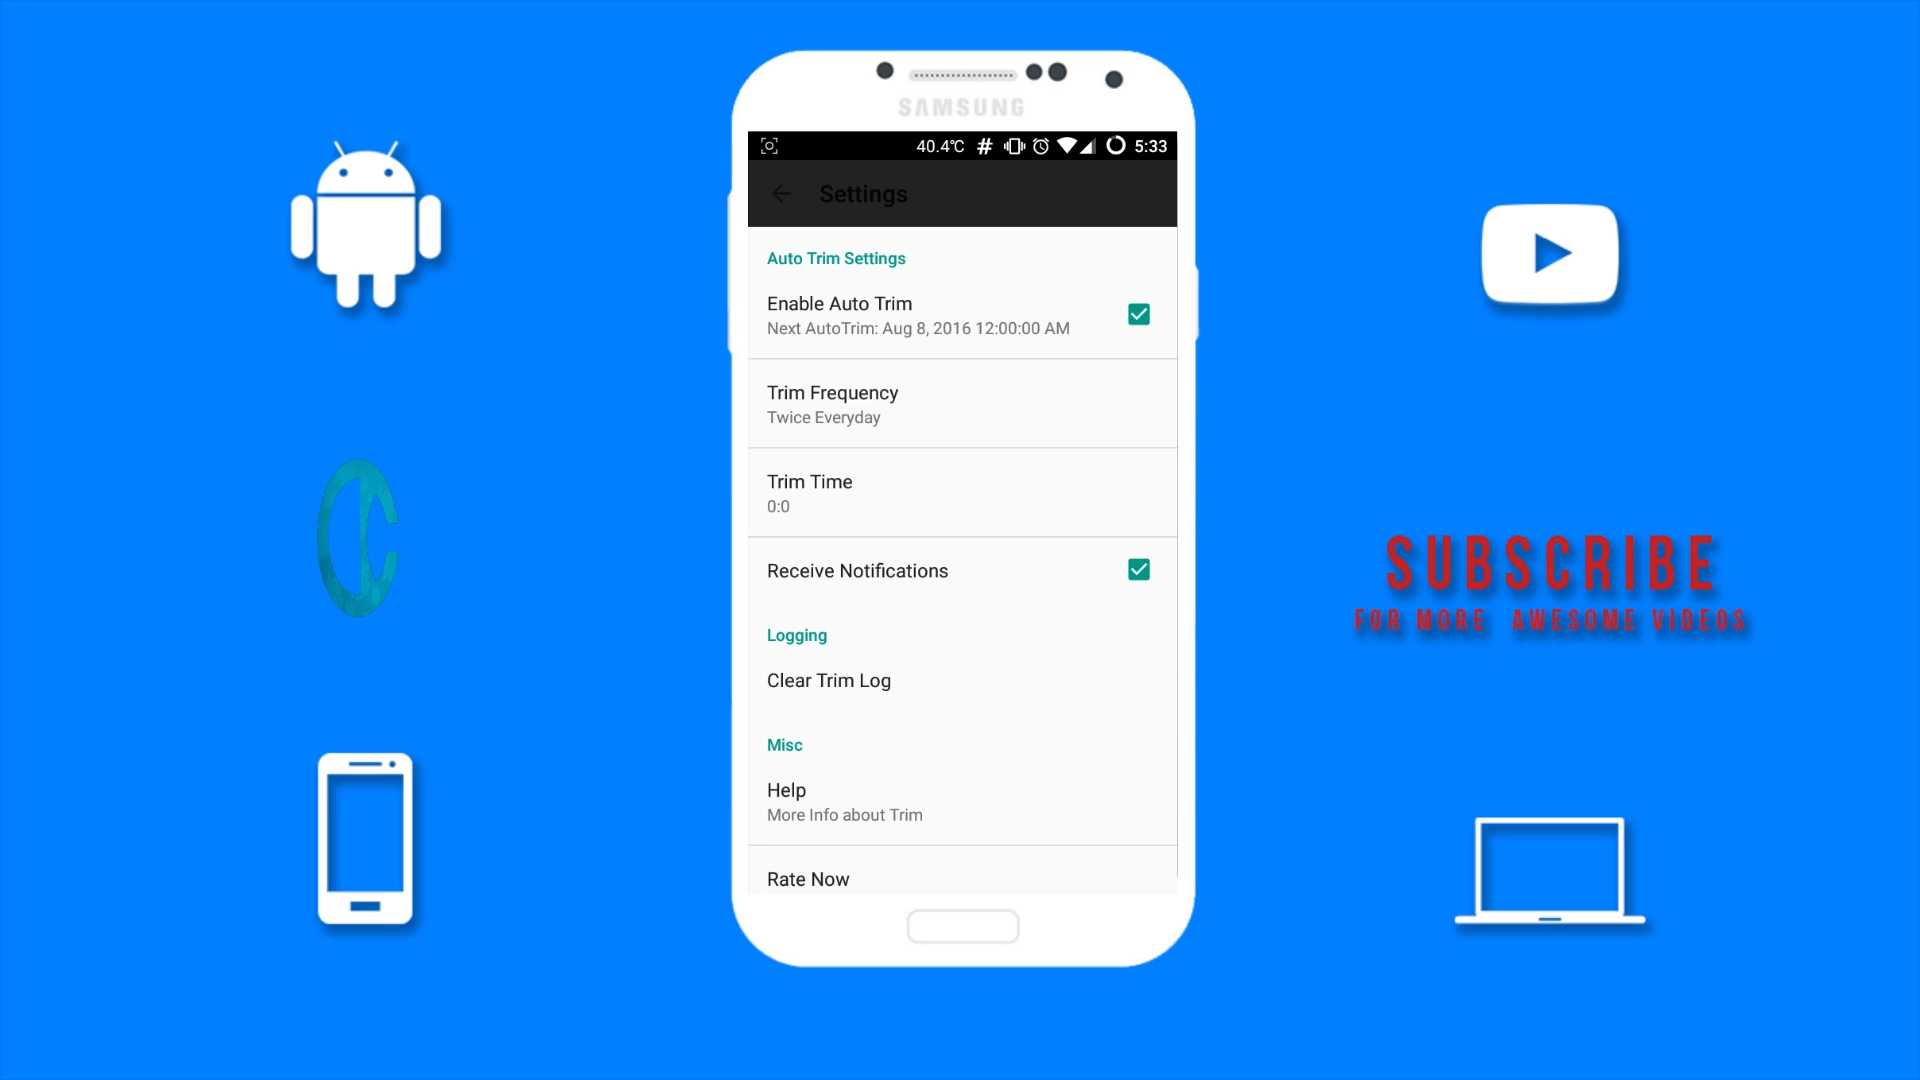 SAMSUNG
40.4℃ # 5:33
Settings
Auto Trim Settings
Enable Auto Trim
Next AutoTrim: Aug 8, 2016 12:00:00 AM
Trim Frequency
Twice Everyday
Trim Time
0:0
Receive Notifications
Logging
Clear Trim Log
Misc
Help
More Info about Trim
Rate Now
SUBSCRIBE
FOR MORE AWESOME VIDEOS